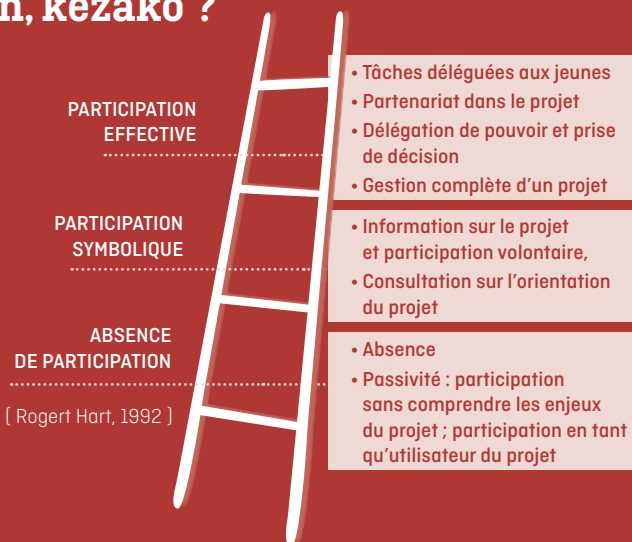 n, kézako ?
PARTICIPATION
EFFECTIVE
• Tâches déléguées aux jeunes
• Partenariat dans le projet
• Délégation de pouvoir et prise
de décision
• Gestion complète d'un projet
PARTICIPATION
SYMBOLIQUE
• Information sur le projet
et participation volontaire,
• Consultation sur l'orientation
du projet
ABSENCE
DE PARTICIPATION
( Rogert Hart, 1992 )
• Absence
• Passivité : participation
sans comprendre les enjeux
du projet ; participation en tant
qu'utilisateur du projet